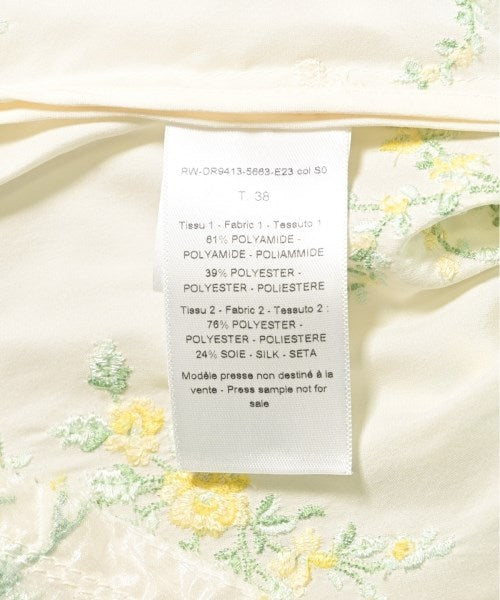 RW-DR9413-5663-E23 col S0
T. 38
Tissu 1 - Fabric 1 - Tessuto 1
61% POLYAMIDE -
POLYAMIDE - POLIAMMIDE
39% POLYESTER -
POLYESTER - POLIESTERE
Tissu 2 - Fabric 2 - Tessuto 2 :
76% POLYESTER -
POLYESTER - POLIESTERE
24% SOIE - SILK - SETA
Modèle presse non destiné à la
vente - Press sample not for
sale